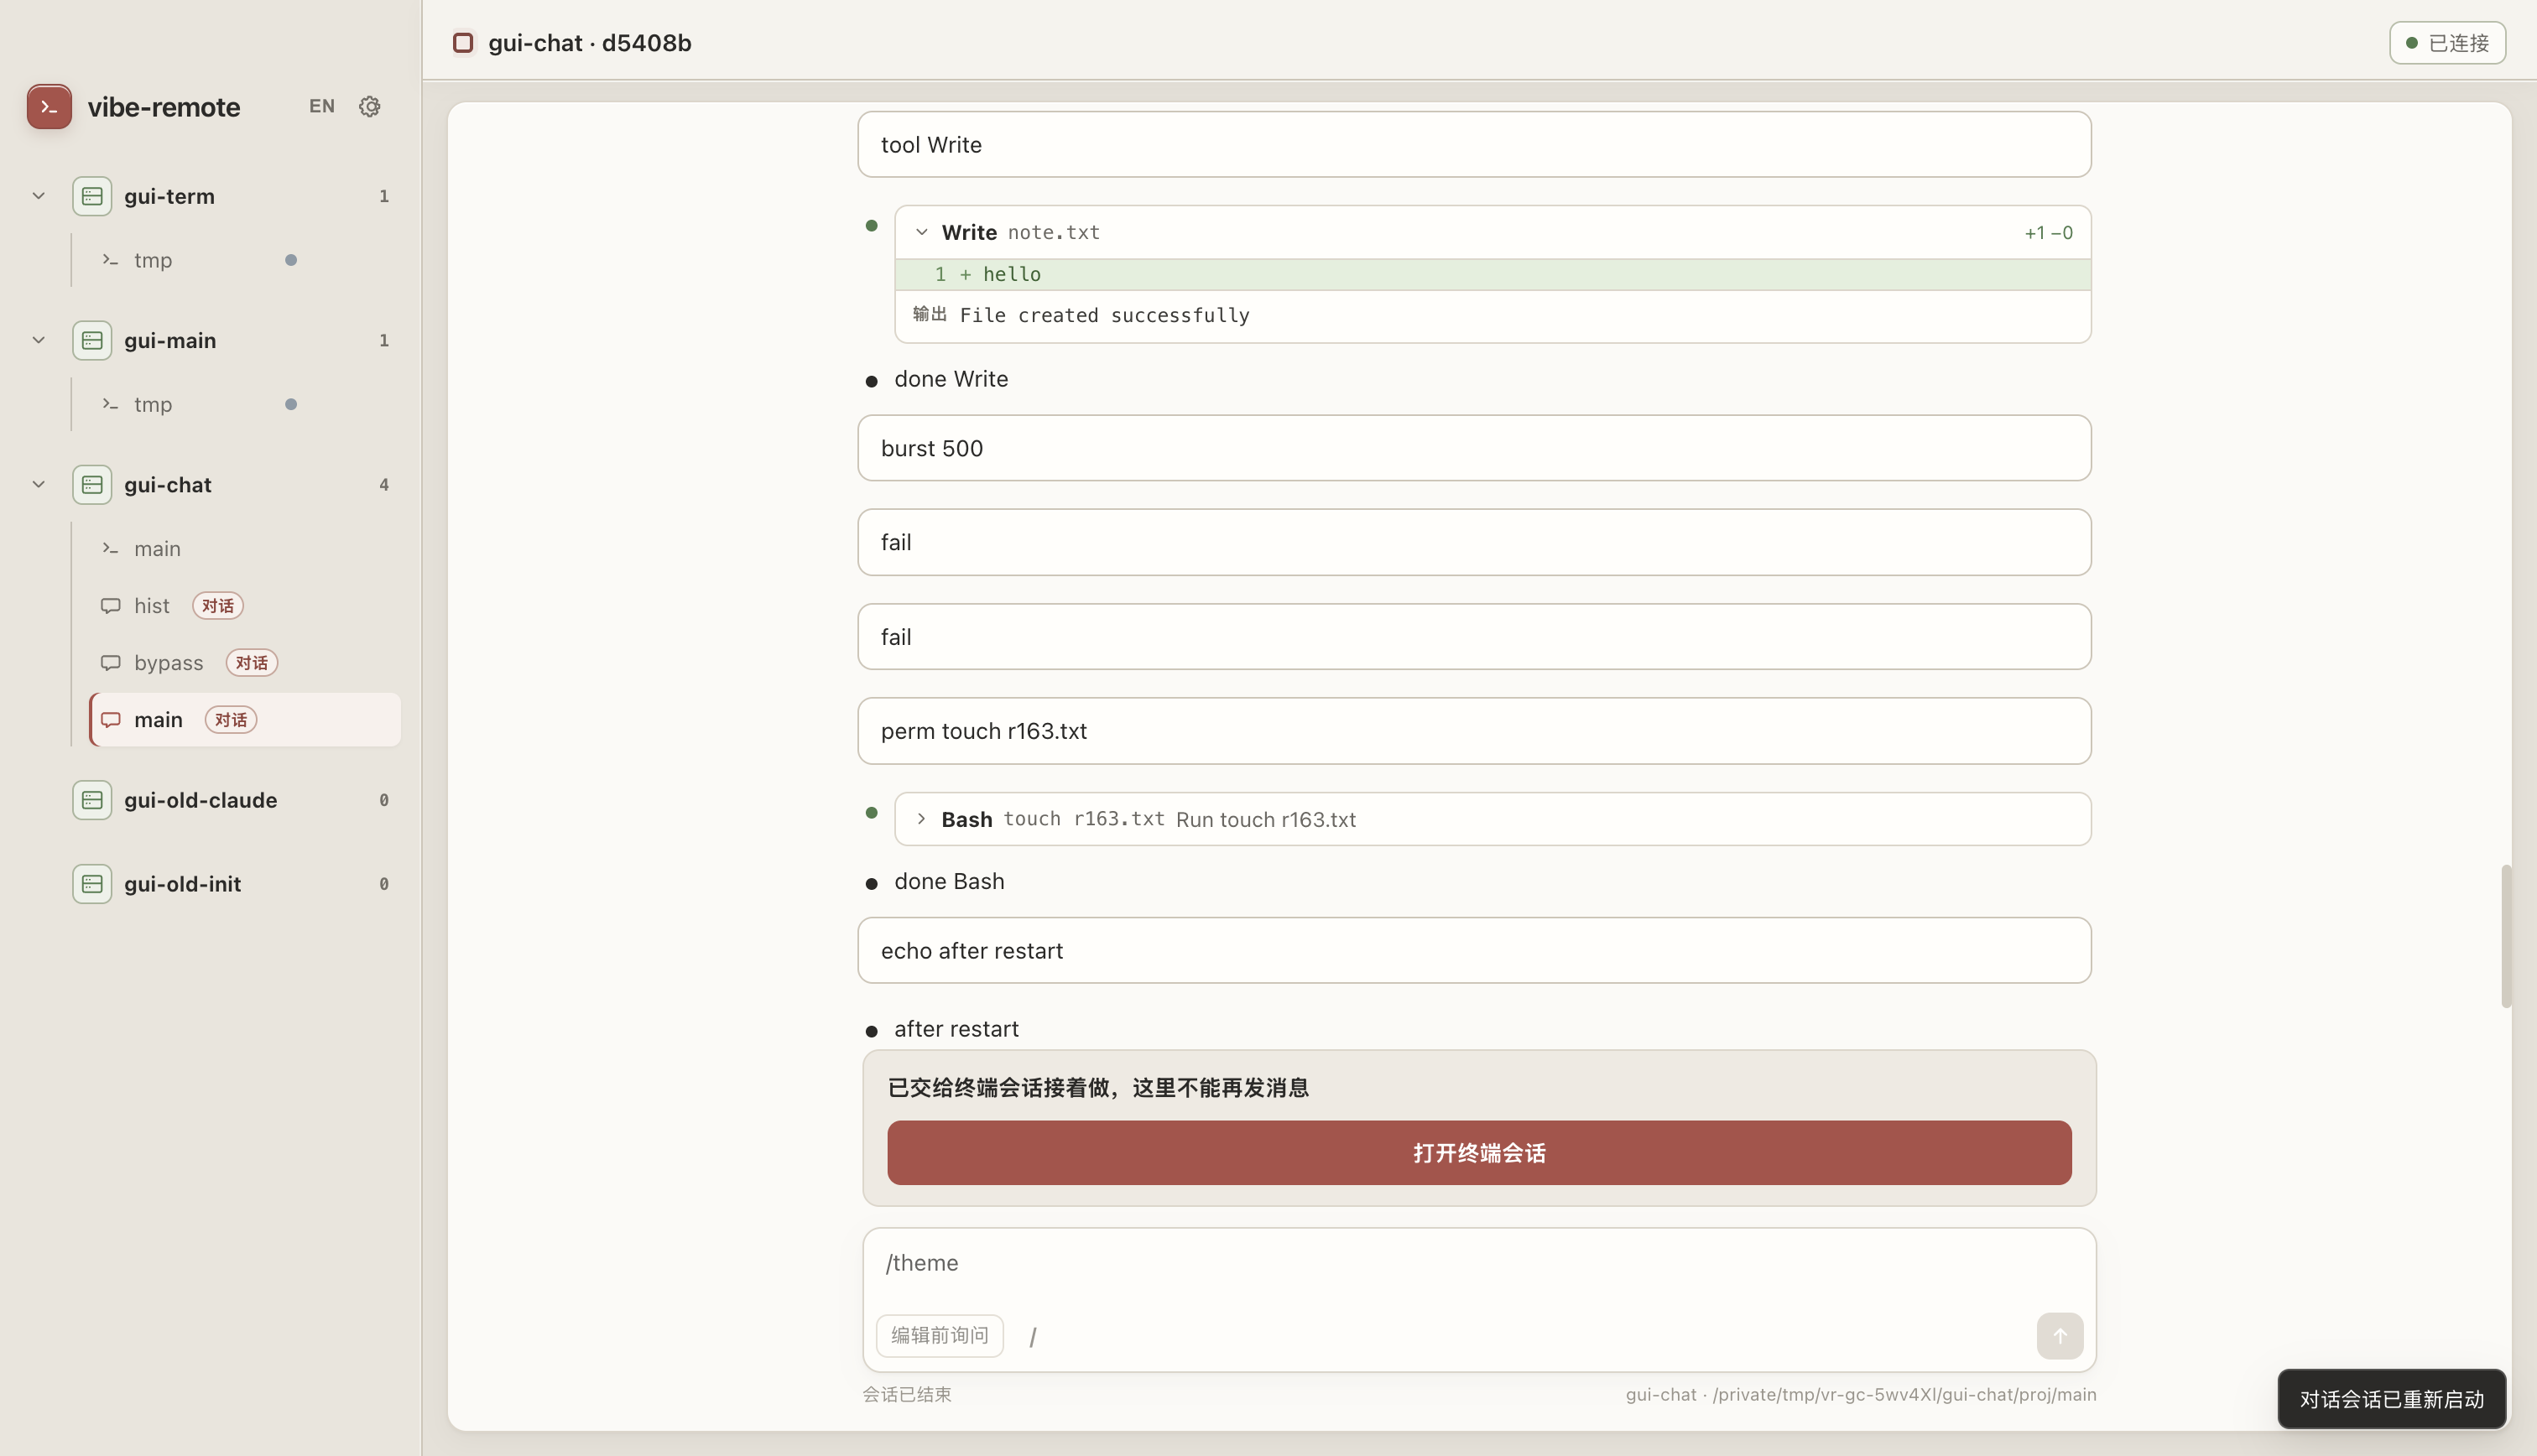 vibe-remote
EN
gui-term
1
tmp
gui-main
1
tmp
gui-chat
4
main
hist 对话
bypass 对话
main 对话
gui-old-claude
0
gui-old-init
0
gui-chat · d5408b
已连接
tool Write
Write note.txt
+1 −0
1 + hello
输出 File created successfully
done Write
burst 500
fail
fail
perm touch r163.txt
Bash touch r163.txt Run touch r163.txt
done Bash
echo after restart
after restart
已交给终端会话接着做，这里不能再发消息
打开终端会话
/theme
编辑前询问 /
会话已结束
gui-chat · /private/tmp/vr-gc-5wv4Xl/gui-chat/proj/main
对话会话已重新启动